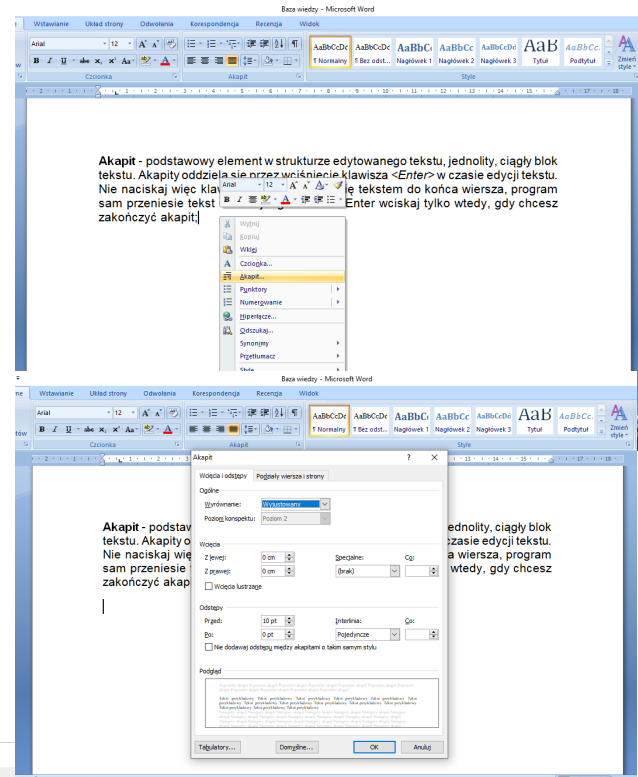 Baza wiedzy - Microsoft Word
Wstawianie Układ strony Odwołania Korespondencja Recenzja Widok
Arial 12
AaBbCcDc AaBbCcDc AaBbC AaBbCc AaBbCcDd AaB AaBbCc.
¶ Normalny ¶ Bez odst... Nagłówek 1 Nagłówek 2 Nagłówek 3 Tytuł Podtytuł Zmień style
Czcionka Akapit Style
Akapit - podstawowy element w strukturze edytowanego tekstu, jednolity, ciągły blok
tekstu. Akapity oddziela się przez wciśnięcie klawisza <Enter> w czasie edycji tekstu.
Nie naciskaj więc klaw ię tekstem do końca wiersza, program
sam przeniesie tekst Enter wciskaj tylko wtedy, gdy chcesz
zakończyć akapit;
Arial 12
Wytnij
Kopiuj
Wklej
Czcionka...
Akapit...
Punktory
Numerowanie
Hiperłącze...
Odszukaj...
Synonimy
Przetłumacz
Style
Baza wiedzy - Microsoft Word
Wstawianie Układ strony Odwołania Korespondencja Recenzja Widok
Arial 12
AaBbCcDc AaBbCcDc AaBbC AaBbCc AaBbCcDd AaB AaBbCc.
¶ Normalny ¶ Bez odst... Nagłówek 1 Nagłówek 2 Nagłówek 3 Tytuł Podtytuł Zmień style
Czcionka Akapit Style
Akapit - podstaw ednolity, ciągły blok
tekstu. Akapity o czasie edycji tekstu.
Nie naciskaj wię a wiersza, program
sam przeniesie wtedy, gdy chcesz
zakończyć akap
Akapit ? ×
Wcięcia i odstępy Podziały wiersza i strony
Ogólne
Wyrównanie: Wyjustowany
Poziom konspektu: Poziom 2
Wcięcia
Z lewej: 0 cm Specjalne: Co:
Z prawej: 0 cm (brak)
Wcięcia lustrzane
Odstępy
Przed: 10 pt Interlinia: Co:
Po: 0 pt Pojedyncze
Nie dodawaj odstępu między akapitami o takim samym stylu
Podgląd
Tabulatory... Domyślne... OK Anuluj